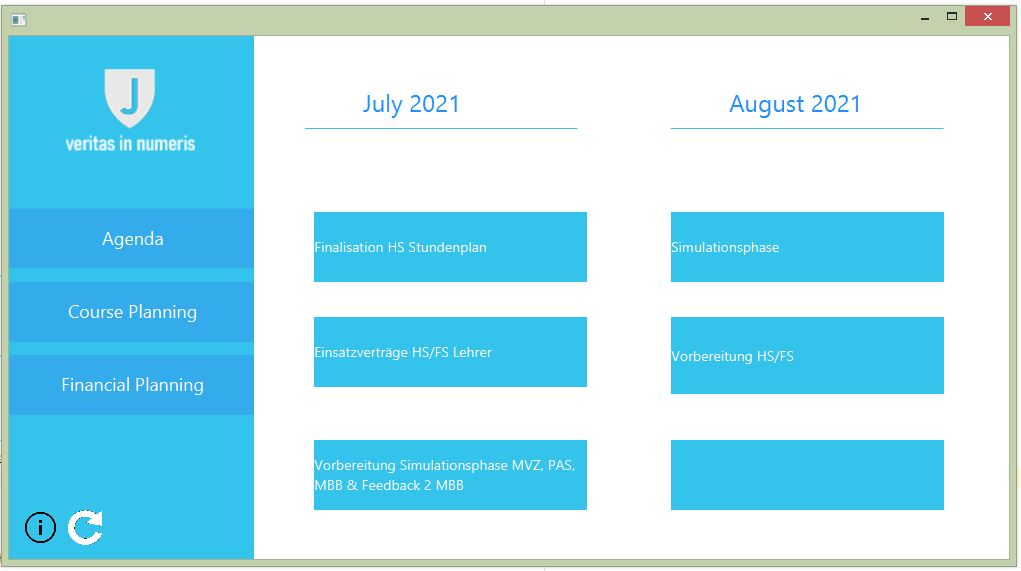 J
veritas in numeris
Agenda
Course Planning
Financial Planning
July 2021
Finalisation HS Stundenplan
Einsatzverträge HS/FS Lehrer
Vorbereitung Simulationsphase MVZ, PAS,
MBB & Feedback 2 MBB
August 2021
Simulationsphase
Vorbereitung HS/FS